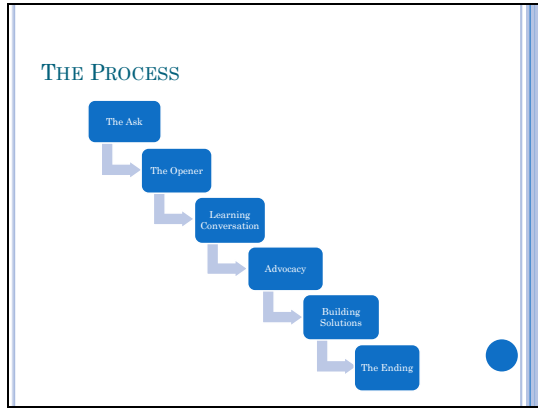 The Process
The Ask
The Opener
Learning
Conversation
Advocacy
Building
Solutions
The Ending